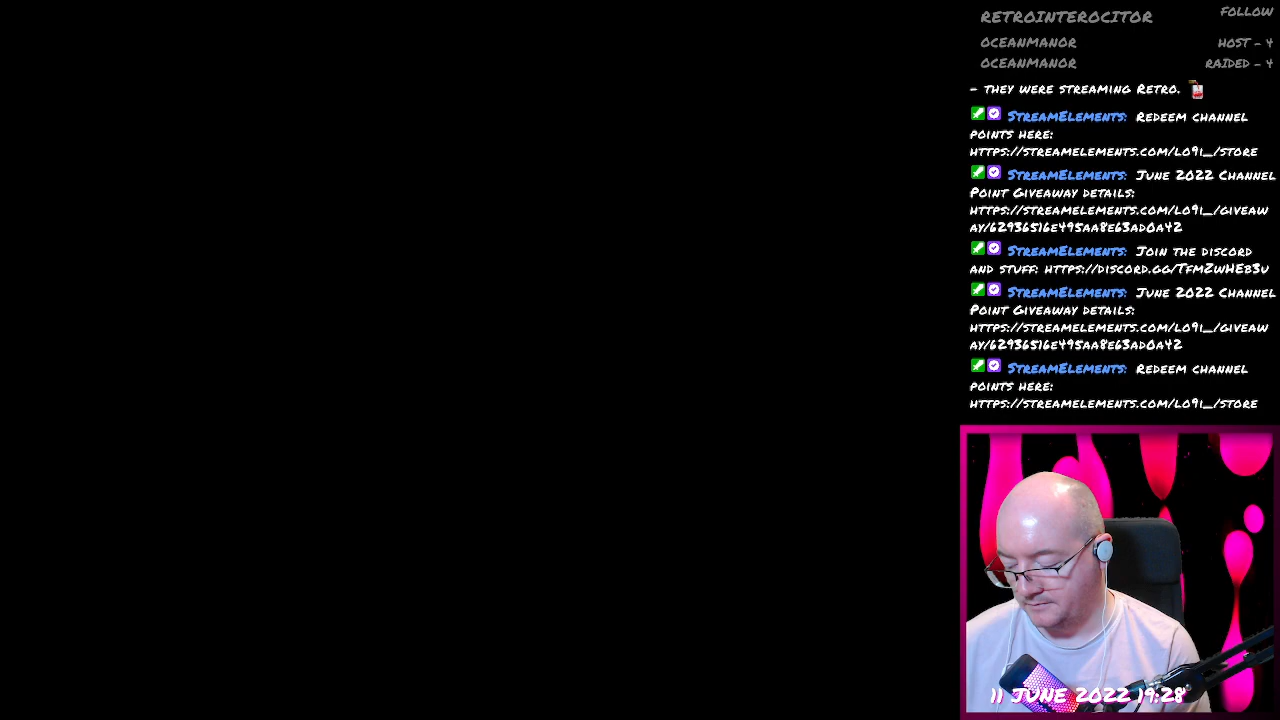 RETROINTEROCITOR FOLLOW
OCEANMANOR HOST - 4
OCEANMANOR RAIDED - 4
- THEY WERE STREAMING RETRO.
STREAMELEMENTS: REDEEM CHANNEL
POINTS HERE:
HTTPS://STREAMELEMENTS.COM/LO9I_/STORE
STREAMELEMENTS: JUNE 2022 CHANNEL
POINT GIVEAWAY DETAILS:
HTTPS://STREAMELEMENTS.COM/LO9I_/GIVEAW
AY/62936516E495AA8E63AD0A42
STREAMELEMENTS: JOIN THE DISCORD
AND STUFF: HTTPS://DISCORD.GG/TFMZWHES3U
STREAMELEMENTS: JUNE 2022 CHANNEL
POINT GIVEAWAY DETAILS:
HTTPS://STREAMELEMENTS.COM/LO9I_/GIVEAW
AY/62936516E495AA8E63AD0A42
STREAMELEMENTS: REDEEM CHANNEL
POINTS HERE:
HTTPS://STREAMELEMENTS.COM/LO9I_/STORE
11 JUNE 2022 19:28